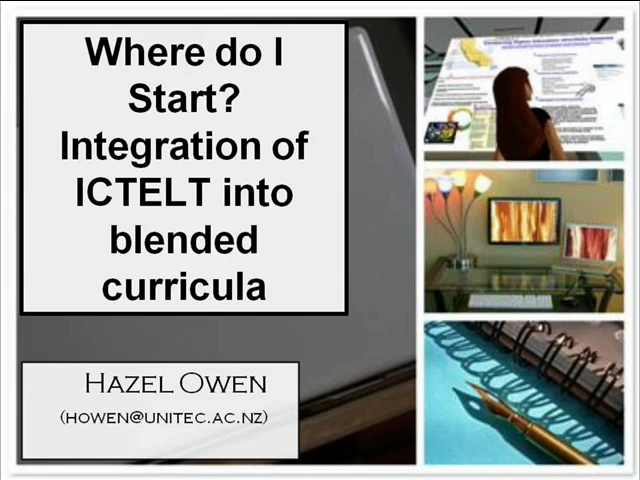 Where do I
Start?
Integration of
ICTELT into
blended
curricula
HAZEL OWEN
(HOWEN@UNITEC.AC.NZ)